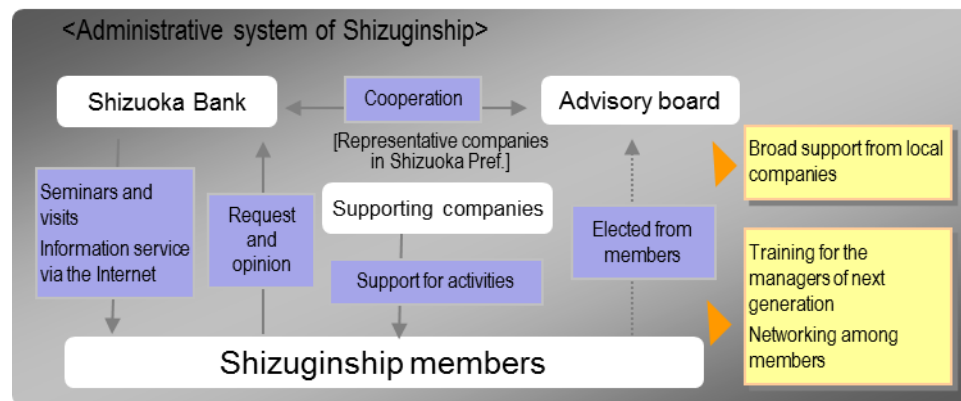 <Administrative system of Shizuginship>
Shizuoka Bank
Cooperation
Advisory board
[Representative companies
in Shizuoka Pref.]
Broad support from local
companies
Seminars and
visits
Information service
via the Internet
Request
and
opinion
Supporting companies
Elected from
members
Support for activities
Training for the
managers of next
generation
Networking among
members
Shizuginship members